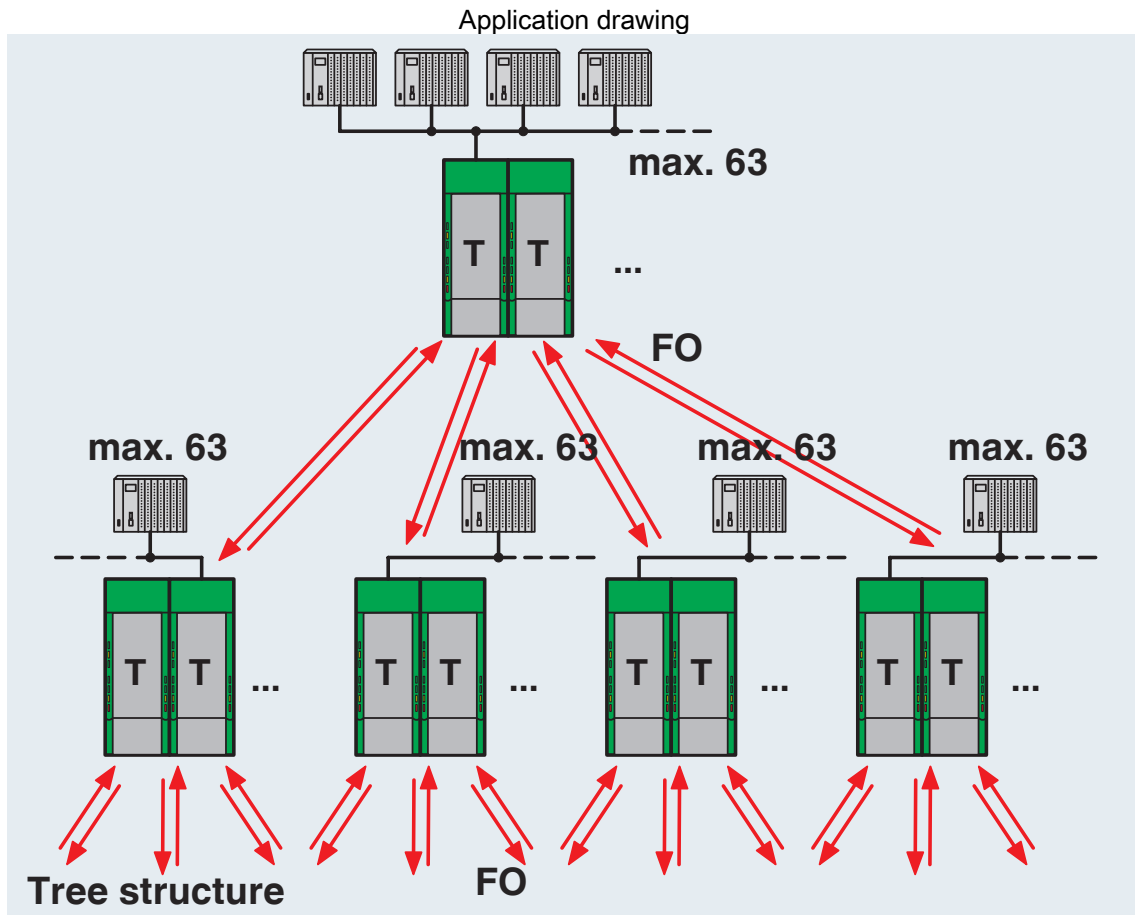 Application drawing
max. 63
T T ...
FO
max. 63 max. 63 max. 63 max. 63
T T ... T T ... T T ... T T ...
Tree structure FO